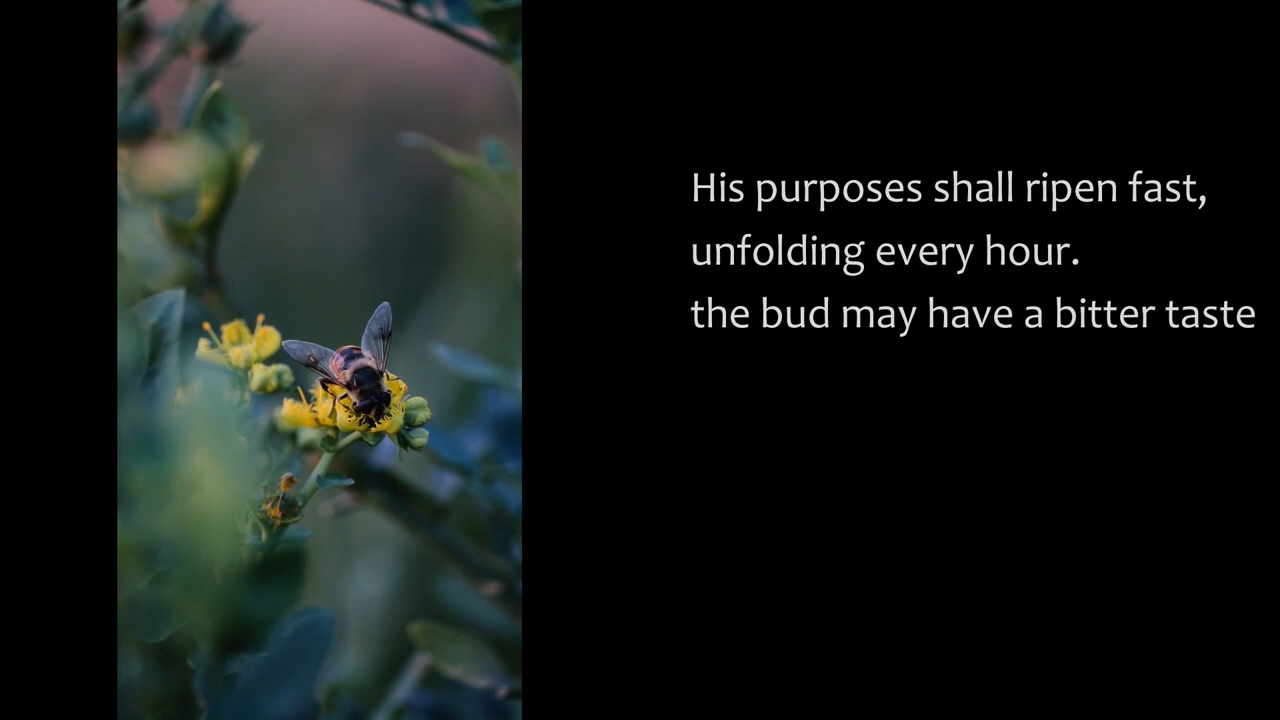 His purposes shall ripen fast,
unfolding every hour.
the bud may have a bitter taste